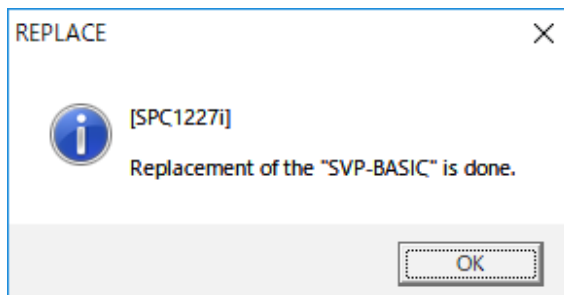 REPLACE
[SPC1227i]
Replacement of the "SVP-BASIC" is done.
OK